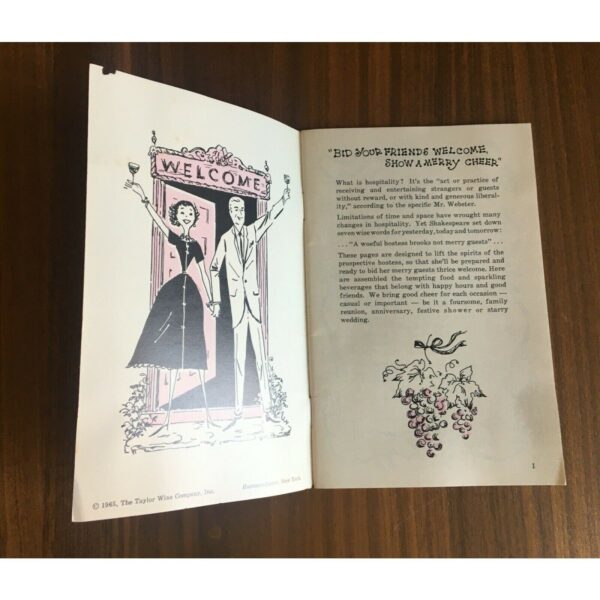 WELCOME
© 1965, The Taylor Wine Company, Inc.
Hammondsport, New York
"BID YOUR FRIENDS WELCOME,
SHOW A MERRY CHEER"
What is hospitality? It's the "art or practice of
receiving and entertaining strangers or guests
without reward, or with kind and generous liberal-
ity," according to the specific Mr. Webster.
Limitations of time and space have wrought many
changes in hospitality. Yet Shakespeare set down
seven wise words for yesterday, today and tomorrow:
. . . "A woeful hostess brooks not merry guests" . . .
These pages are designed to lift the spirits of the
prospective hostess, so that she'll be prepared and
ready to bid her merry guests thrice welcome. Here
are assembled the tempting food and sparkling
beverages that belong with happy hours and good
friends. We bring good cheer for each occasion —
casual or important — be it a foursome, family
reunion, anniversary, festive shower or starry
wedding.
1